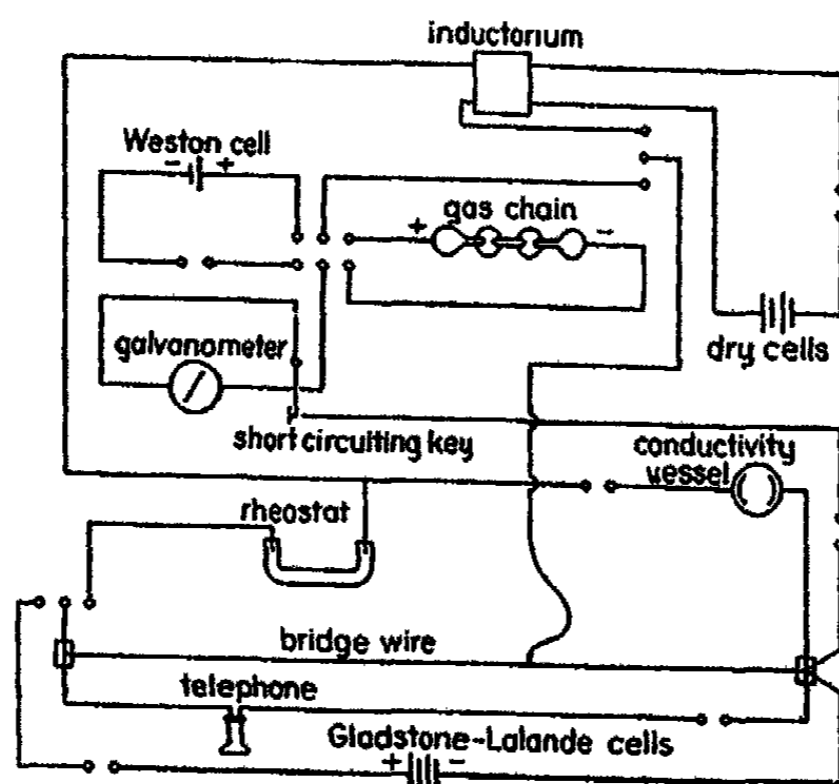 inductorium
Weston cell
- +
gas chain
+ -
galvanometer
dry cells
short circuiting key
conductivity
vessel
rheostat
bridge wire
telephone
Gladstone-Lalande cells
+ -